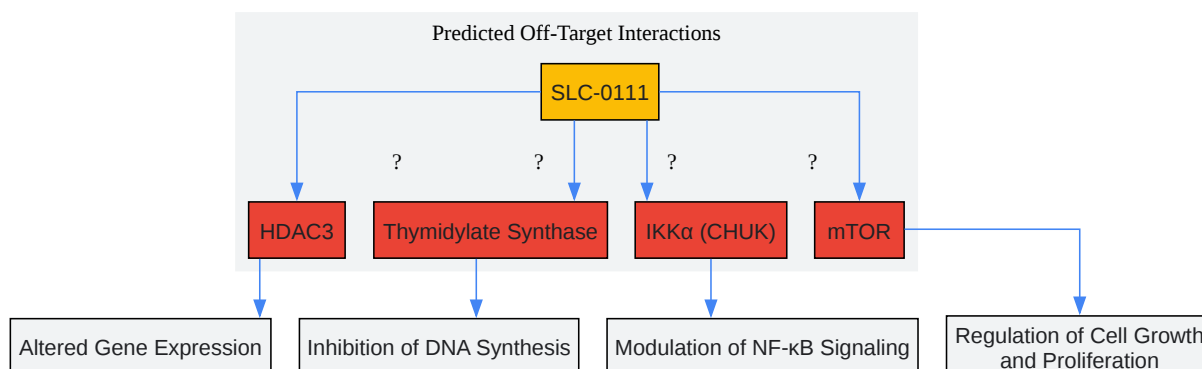 Predicted Off-Target Interactions
SLC-0111
? ? ? ?
HDAC3 Thymidylate Synthase IKKα (CHUK) mTOR
Altered Gene Expression Inhibition of DNA Synthesis Modulation of NF-κB Signaling Regulation of Cell Growth
and Proliferation